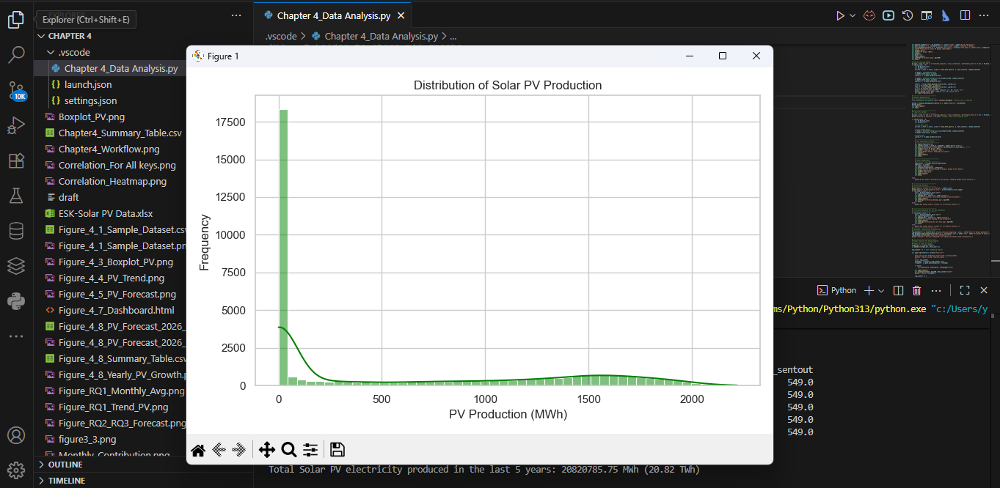 EXPLORER
Explorer (Ctrl+Shift+E)
CHAPTER 4
.vscode
Chapter 4_Data Analysis.py
launch.json
settings.json
Boxplot_PV.png
Chapter4_Summary_Table.csv
Chapter4_Workflow.png
Correlation_For All keys.png
Correlation_Heatmap.png
draft
ESK-Solar PV Data.xlsx
Figure_4_1_Sample_Dataset.csv
Figure_4_1_Sample_Dataset.pn
Figure_4_3_Boxplot_PV.png
Figure_4_4_PV_Trend.png
Figure_4_5_PV_Forecast.png
Figure_4_7_Dashboard.html
Figure_4_8_PV_Forecast_2026_
Figure_4_8_PV_Forecast_2026_
Figure_4_8_Summary_Table.csv
Figure_4_8_Yearly_PV_Growth.p
Figure_RQ1_Monthly_Avg.png
Figure_RQ1_Trend_PV.png
Figure_RQ2_RQ3_Forecast.png
figure3_3.png
Monthly_Contribution.png
OUTLINE
TIMELINE
10K
Chapter 4_Data Analysis.py
.vscode > Chapter 4_Data Analysis.py > ...
Figure 1
Distribution of Solar PV Production
Frequency
17500
15000
12500
10000
7500
5000
2500
0
0 500 1000 1500 2000
PV Production (MWh)
Python
ms/Python/Python313/python.exe "c:/Users/y
_sentout
549.0
549.0
549.0
549.0
549.0
Total Solar PV electricity produced in the last 5 years: 20820785.75 MWh (20.82 TWh)